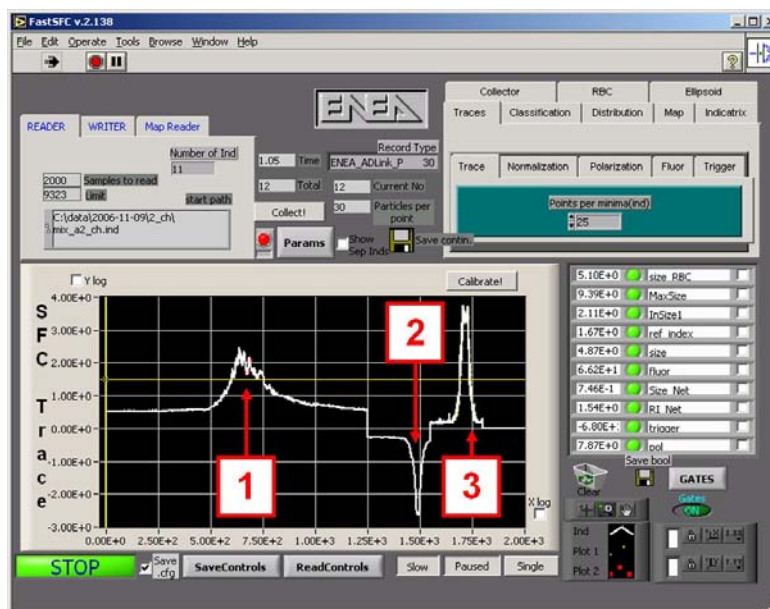 FastSFC v.2.138
File Edit Operate Tools Browse Window Help
ENEA
READER WRITER Map Reader
Number of Ind
11
2000 Samples to read
9323 Limit
start path
C:\data\2006-11-09\2_ch\
mix_a2_ch.ind
Record Type
1.05 Time ENEA_ADLink_P 30
12 Total 12 Current No
30 Particles per
point
Collect!
Params
Show
Sep Inds
Save contin.
Collector RBC Ellipsoid
Traces Classification Distribution Map Indicatrix
Trace Normalization Polarization Fluor Trigger
Points per minima(ind)
25
Y log
Calibrate!
SFC Trace
4.00E+0
3.00E+0
2.00E+0
1.00E+0
0.00E+0
-1.00E+0
-2.00E+0
-3.00E+0
1
2
3
X log
0.00E+0 2.50E+2 5.00E+2 7.50E+2 1.00E+3 1.25E+3 1.50E+3 1.75E+3 2.00E+3
5.10E+0 size_RBC
9.39E+0 MaxSize
2.11E+0 InSize1
1.67E+0 ref_index
4.87E+0 size
6.62E+1 fluor
7.46E-1 Size_Net
1.54E+0 RI_Net
-6.80E+ trigger
7.87E+0 pol
Save bool
Clear
GATES
Gates
ON
Ind
Plot 1
Plot 2
STOP
Save
.cfg
SaveControls ReadControls Slow Paused Single